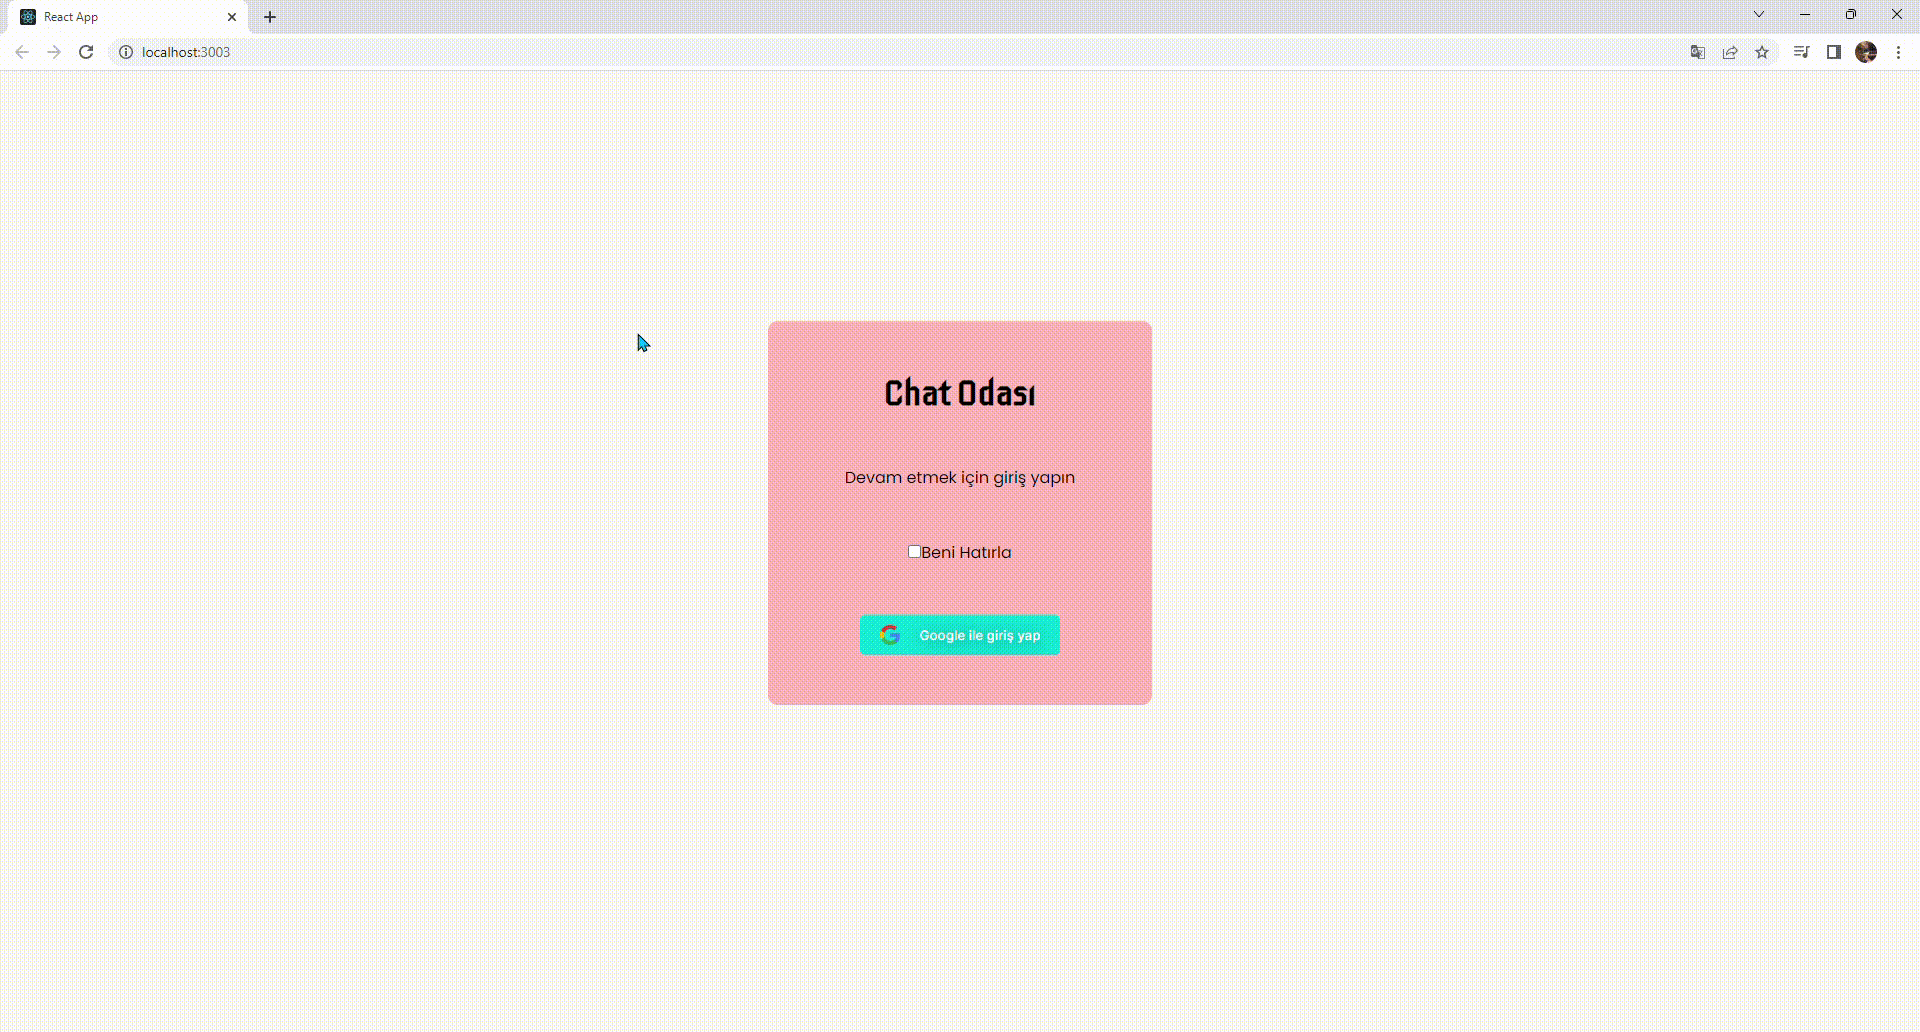 React App
localhost:3003
Chat Odası
Devam etmek için giriş yapın
Beni Hatırla
Google ile giriş yap